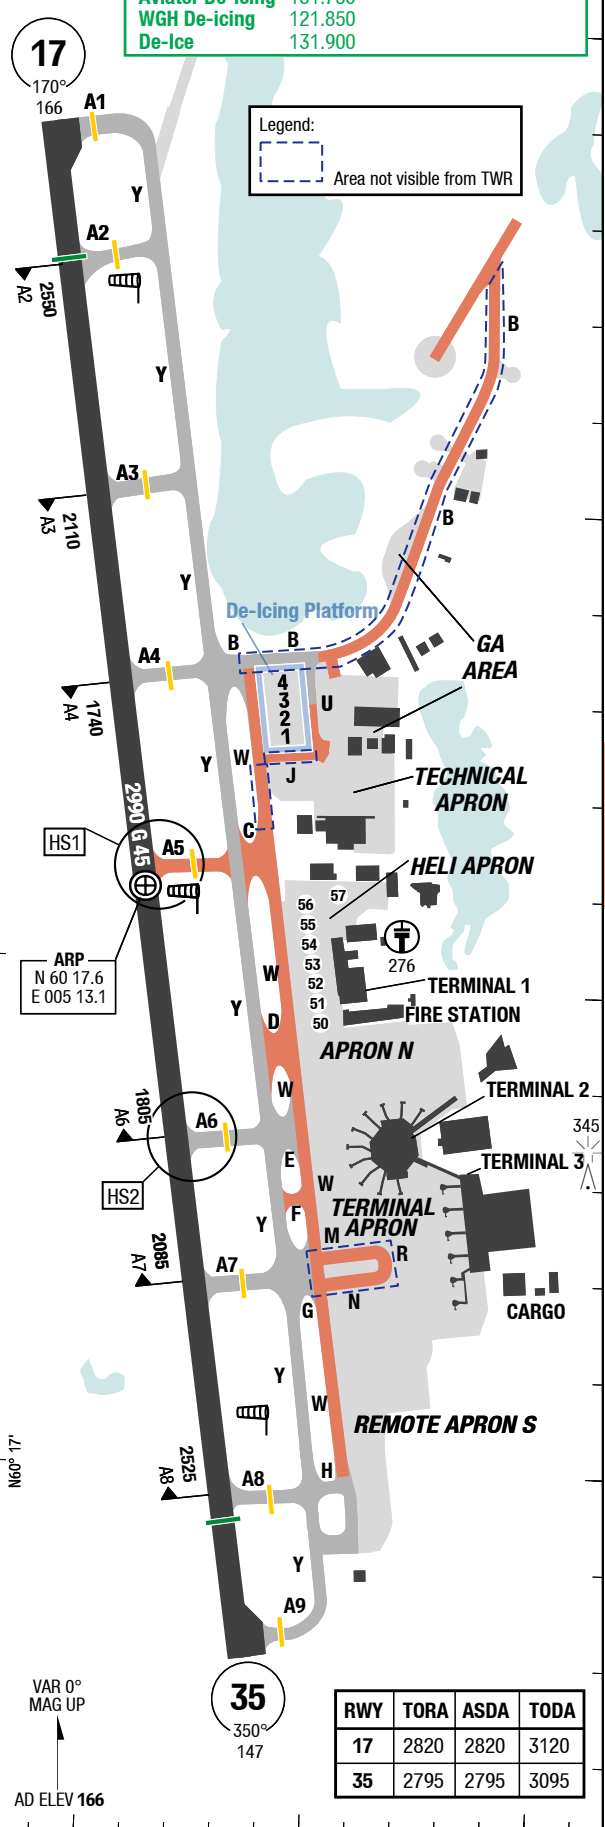 WGH De-icing 121.850
De-Ice 131.900
17
170°
166
A1
Legend:
Area not visible from TWR
Y
A2
A2
2550
B
Y
A3
A3
2110
B
Y
De-Icing Platform
B
B
GA
AREA
A4
4
3
2
1
U
A4
1740
Y
W
J
TECHNICAL
APRON
2990 G 45
C
HS1
A5
HELI APRON
57
56
55
54
53
52
51
50
276
ARP
N 60 17.6
E 005 13.1
W
TERMINAL 1
Y
D
FIRE STATION
APRON N
W
TERMINAL 2
1805
A6
A6
345
E
TERMINAL 3
HS2
W
F
TERMINAL
APRON
Y
M
R
2085
A7
A7
N
G
CARGO
Y
W
REMOTE APRON S
N60° 17'
2525
A8
H
A8
Y
A9
35
350°
147
VAR 0°
MAG UP
AD ELEV 166
RWY TORA ASDA TODA
17 2820 2820 3120
35 2795 2795 3095